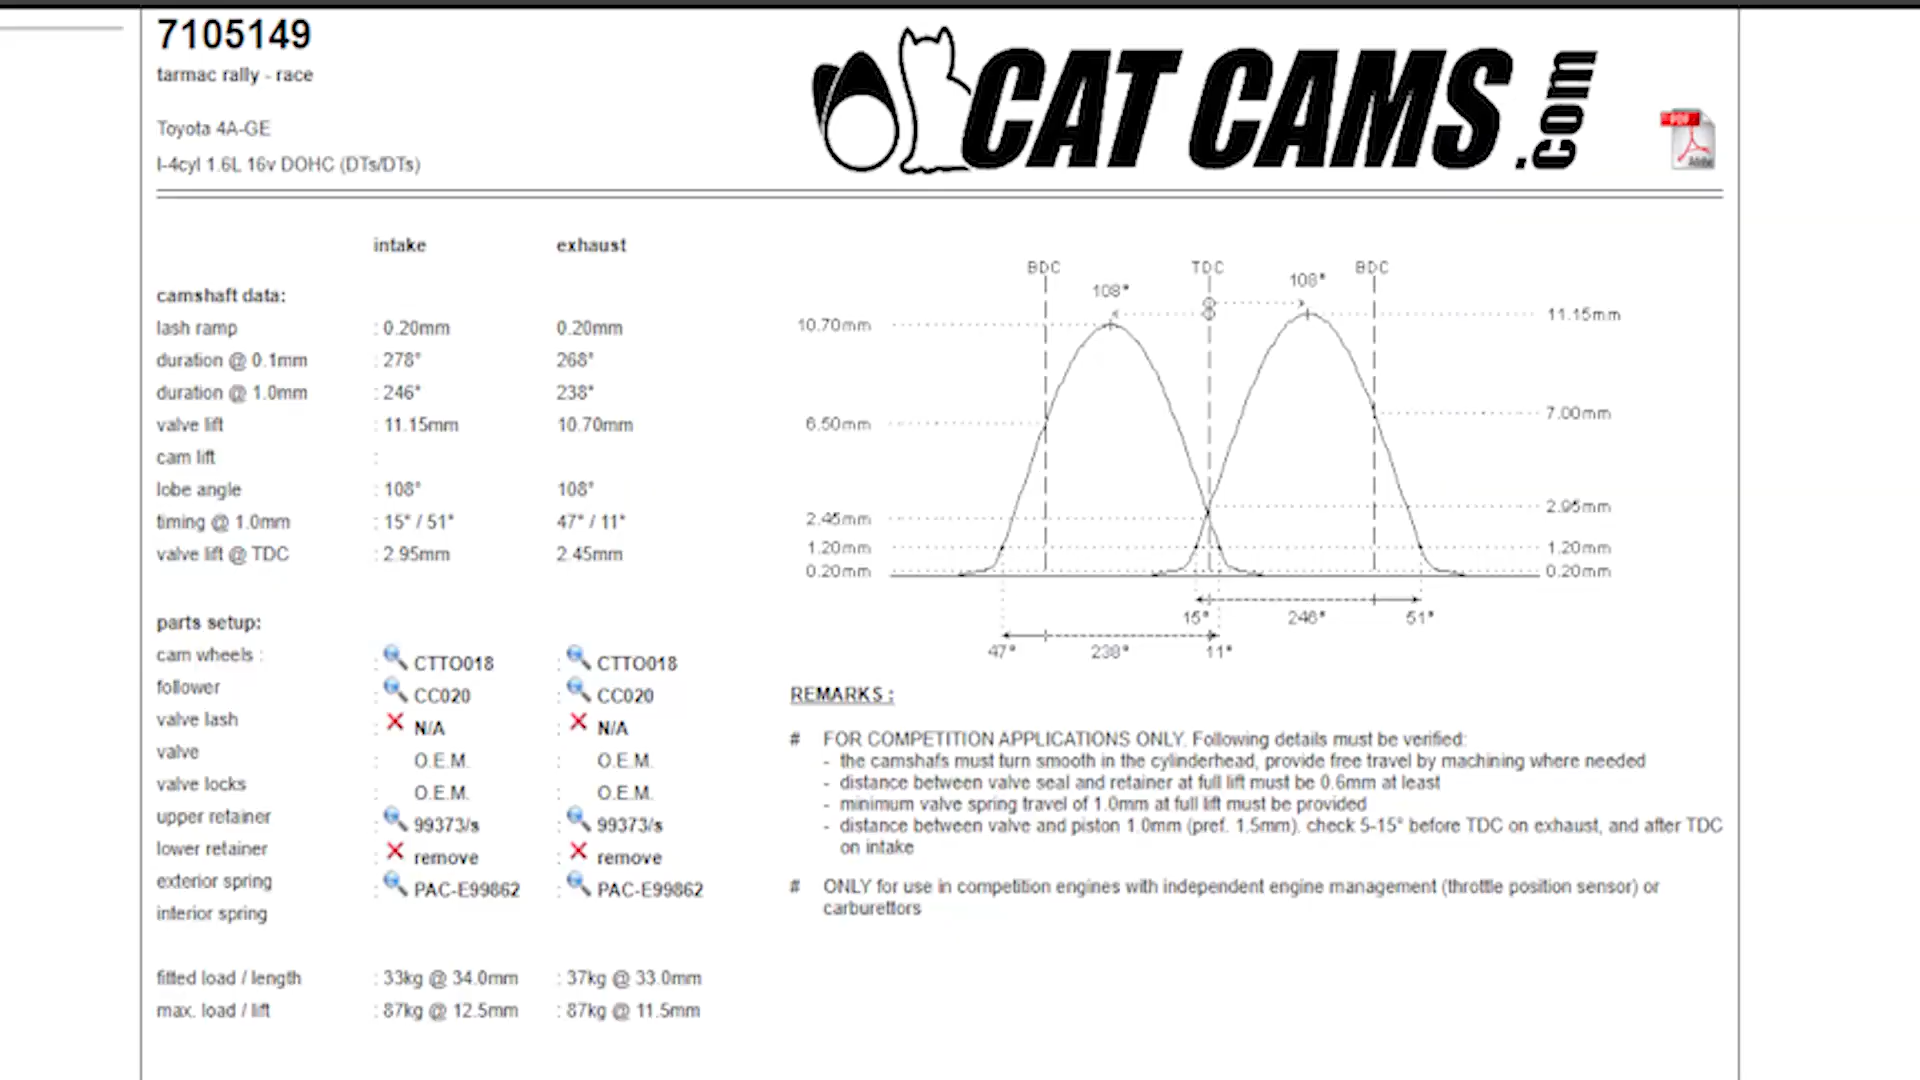 7105149
tarmac rally - race
Toyota 4A-GE
I-4cyl 1.6L 16v DOHC (DTs/DTs)
CAT CAMS.com
PDF
Adobe
intake exhaust
camshaft data:
lash ramp : 0.20mm 0.20mm
duration @ 0.1mm : 278° 268°
duration @ 1.0mm : 246° 238°
valve lift : 11.15mm 10.70mm
cam lift :
lobe angle : 108° 108°
timing @ 1.0mm : 15° / 51° 47° / 11°
valve lift @ TDC : 2.95mm 2.45mm
parts setup:
cam wheels : : CTTO018 : CTTO018
follower : CC020 : CC020
valve lash : N/A : N/A
valve : O.E.M. : O.E.M.
valve locks : O.E.M. : O.E.M.
upper retainer : 99373/s : 99373/s
lower retainer : remove : remove
exterior spring : PAC-E99862 : PAC-E99862
interior spring
fitted load / length : 33kg @ 34.0mm : 37kg @ 33.0mm
max. load / lift : 87kg @ 12.5mm : 87kg @ 11.5mm
BDC TDC BDC
108° 108°
10.70mm 11.15mm
6.50mm 7.00mm
2.45mm 2.95mm
1.20mm 1.20mm
0.20mm 0.20mm
15° 246° 51°
47° 238° 11°
REMARKS :
# FOR COMPETITION APPLICATIONS ONLY. Following details must be verified:
- the camshafs must turn smooth in the cylinderhead, provide free travel by machining where needed
- distance between valve seal and retainer at full lift must be 0.6mm at least
- minimum valve spring travel of 1.0mm at full lift must be provided
- distance between valve and piston 1.0mm (pref. 1.5mm). check 5-15° before TDC on exhaust, and after TDC
on intake
# ONLY for use in competition engines with independent engine management (throttle position sensor) or
carburettors